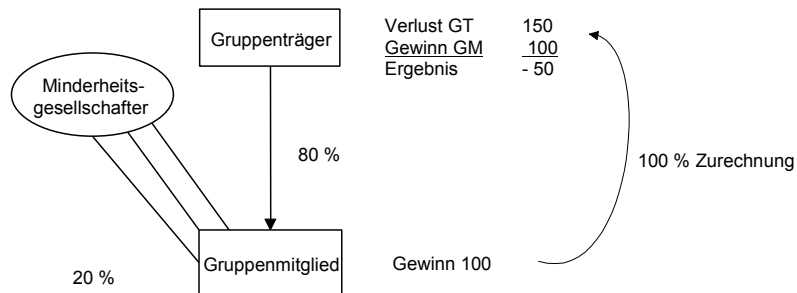 Gruppenträger
Verlust GT 150
Gewinn GM 100
Ergebnis - 50
Minderheits-
gesellschafter
80 %
100 % Zurechnung
Gruppenmitglied
Gewinn 100
20 %